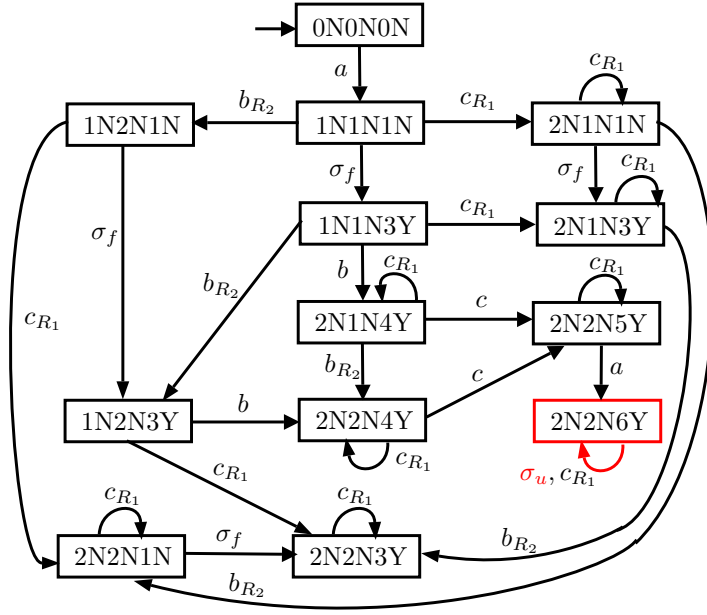 0N0N0N
a
1N2N1N b_{R_2} 1N1N1N c_{R_1} 2N1N1N c_{R_1}
σ_f σ_f c_{R_1}
1N1N3Y c_{R_1} 2N1N3Y
σ_f b_{R_2} b c_{R_1} c_{R_1}
c_{R_1} 2N1N4Y c 2N2N5Y
b_{R_2} c a
1N2N3Y b 2N2N4Y 2N2N6Y
c_{R_1} c_{R_1} σ_u, c_{R_1}
c_{R_1} c_{R_1}
2N2N1N σ_f 2N2N3Y b_{R_2}
b_{R_2}